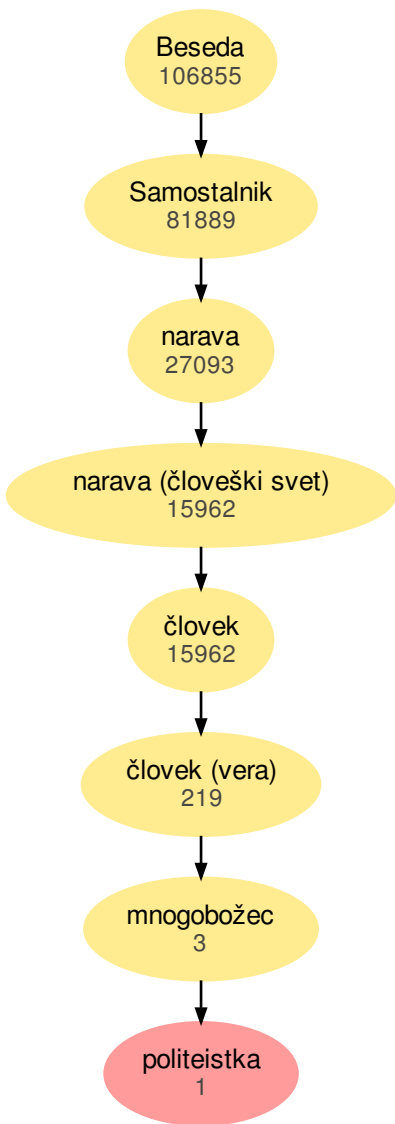 Beseda
106855
Samostalnik
81889
narava
27093
narava (človeški svet)
15962
človek
15962
človek (vera)
219
mnogobožec
3
politeistka
1